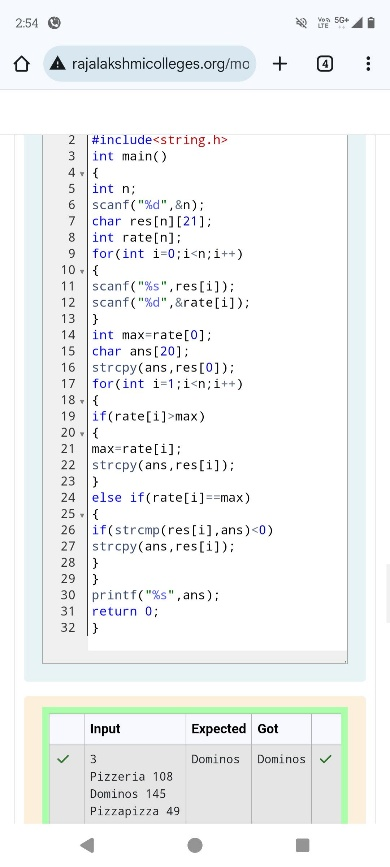 2:54
Vo)) LTE 5G+
rajalakshmicolleges.org/mo
4
2 #include<string.h>
3 int main()
4 {
5 int n;
6 scanf("%d",&n);
7 char res[n][21];
8 int rate[n];
9 for(int i=0;i<n;i++)
10 {
11 scanf("%s",res[i]);
12 scanf("%d",&rate[i]);
13 }
14 int max=rate[0];
15 char ans[20];
16 strcpy(ans,res[0]);
17 for(int i=1;i<n;i++)
18 {
19 if(rate[i]>max)
20 {
21 max=rate[i];
22 strcpy(ans,res[i]);
23 }
24 else if(rate[i]==max)
25 {
26 if(strcmp(res[i],ans)<0)
27 strcpy(ans,res[i]);
28 }
29 }
30 printf("%s",ans);
31 return 0;
32 }
Input Expected Got
3 Dominos Dominos
Pizzeria 108
Dominos 145
Pizzapizza 49